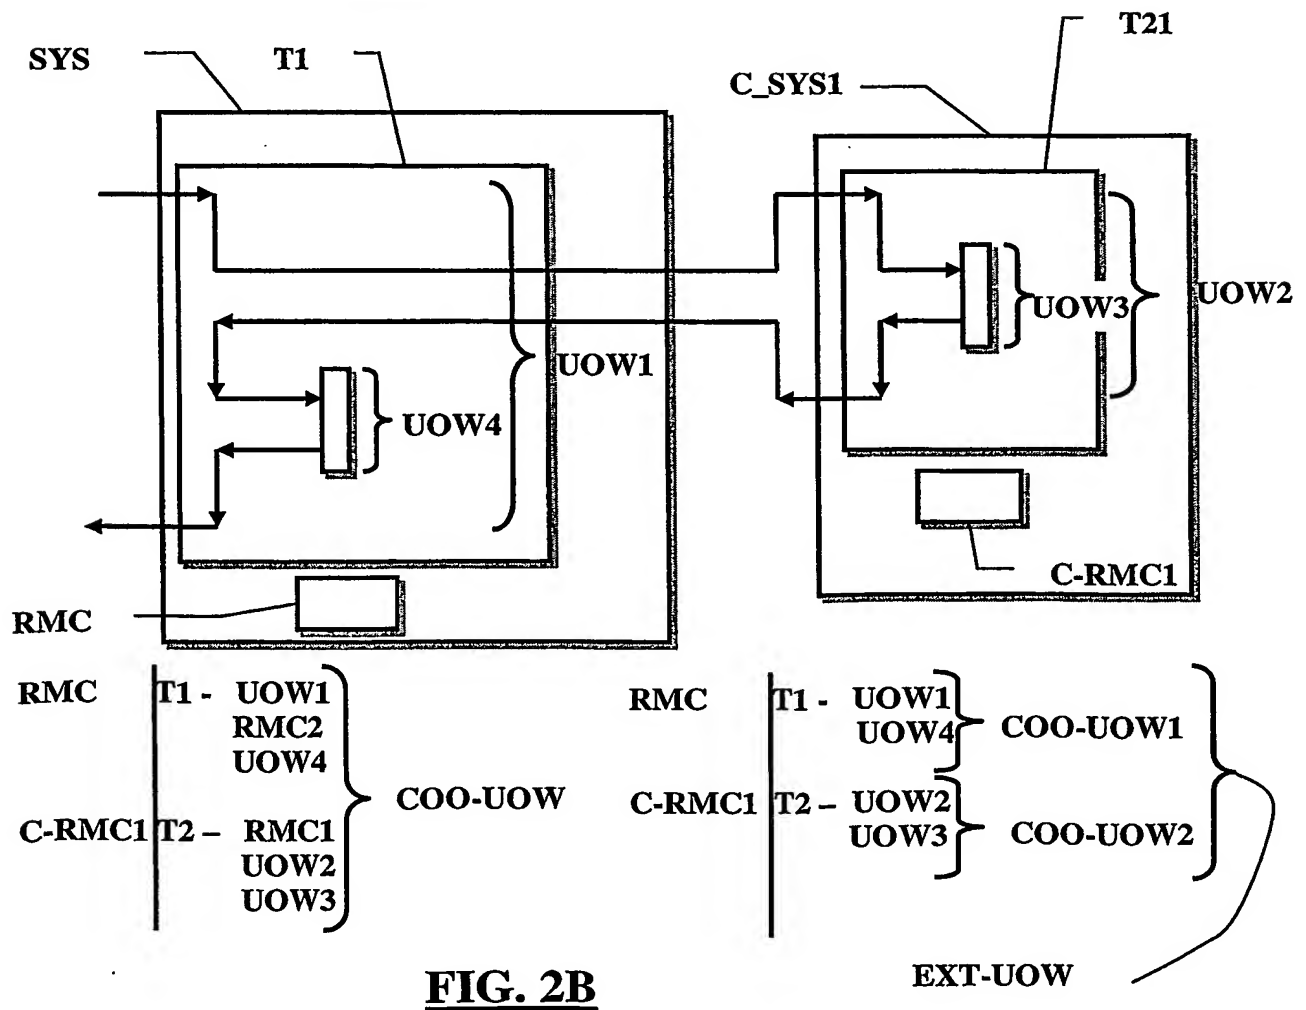 SYS
T1
T21
C_SYS1
UOW1
UOW4
UOW3
UOW2
C-RMC1
RMC
RMC T1 - UOW1
RMC2
UOW4
C-RMC1 T2 – RMC1
UOW2
UOW3
COO-UOW
RMC T1 - UOW1
UOW4
COO-UOW1
C-RMC1 T2 – UOW2
UOW3
COO-UOW2
EXT-UOW
FIG. 2B